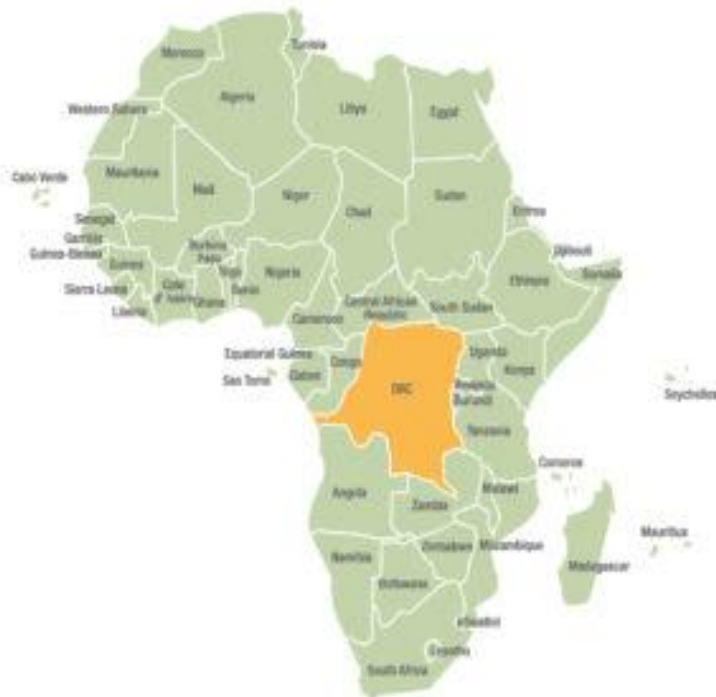 Tunisia
Morocco
Algeria
Libya
Egypt
Western Sahara
Mauritania
Mali
Niger
Chad
Sudan
Eritrea
Cabo Verde
Senegal
Gambia
Guinea-Bissau
Guinea
Burkina
Faso
Djibouti
Somalia
Ethiopia
Nigeria
Togo
Benin
Cote
d'Ivoire
Ghana
Sierra Leone
Liberia
Central African
Republic
South Sudan
Cameroon
Equatorial Guinea
Congo
Uganda
Kenya
Gabon
Sao Tome
DRC
Rwanda
Burundi
Seychelles
Tanzania
Comoros
Angola
Malawi
Zambia
Mauritius
Zimbabwe
Mozambique
Namibia
Madagascar
Botswana
eSwatini
Lesotho
South Africa